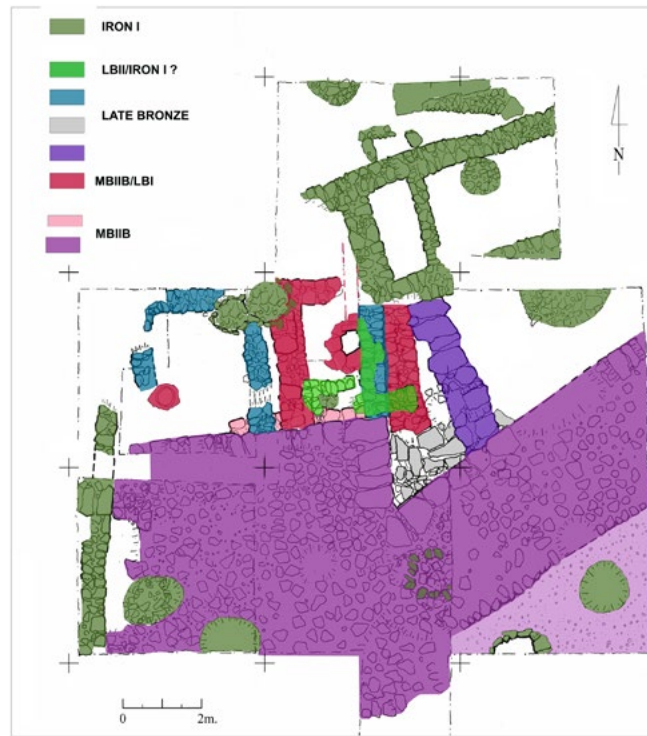 IRON I
LBII/IRON I ?
LATE BRONZE
MBIIB/LBI
MBIIB
N
0 2m.